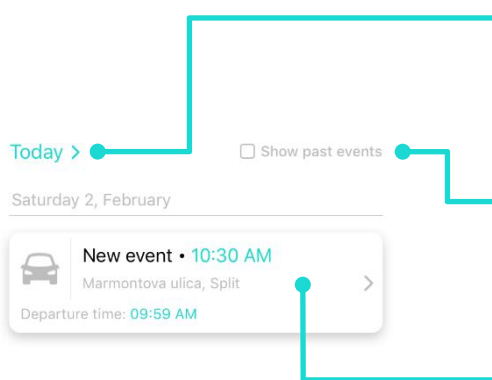 Today >
Show past events
Saturday 2, February
New event • 10:30 AM
Marmontova ulica, Split
Departure time: 09:59 AM